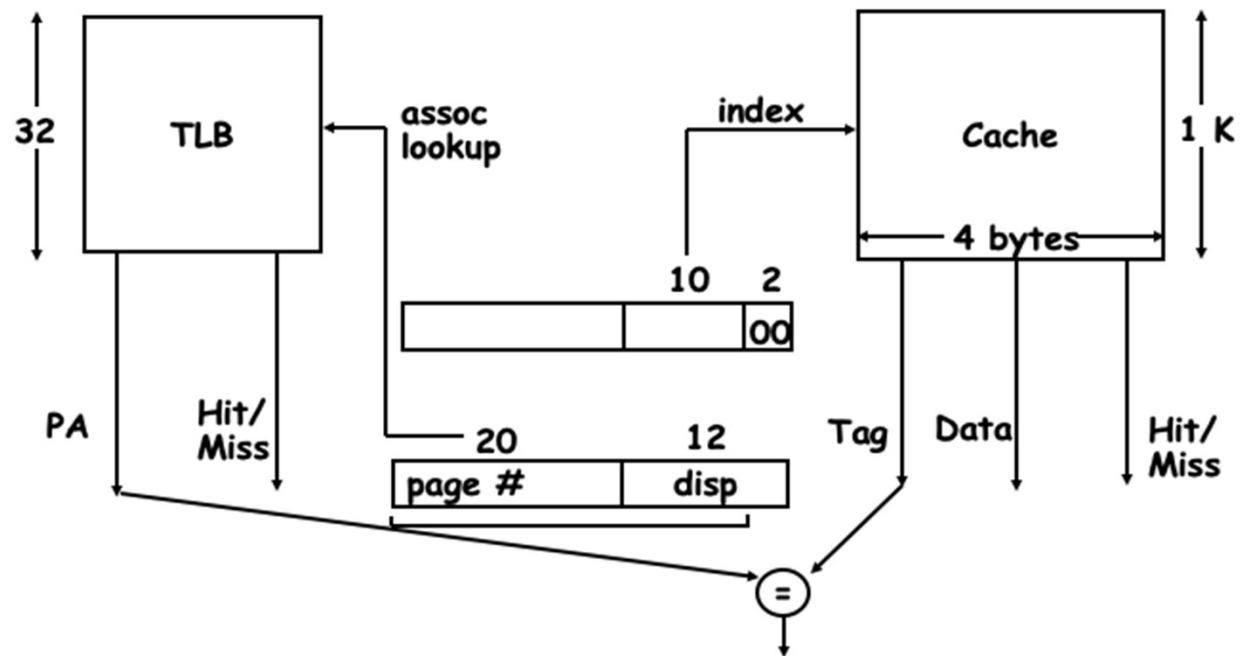 32
TLB
assoc
lookup
index
Cache
1 K
4 bytes
10
2
00
PA
Hit/
Miss
20
12
page #
disp
Tag
Data
Hit/
Miss
=